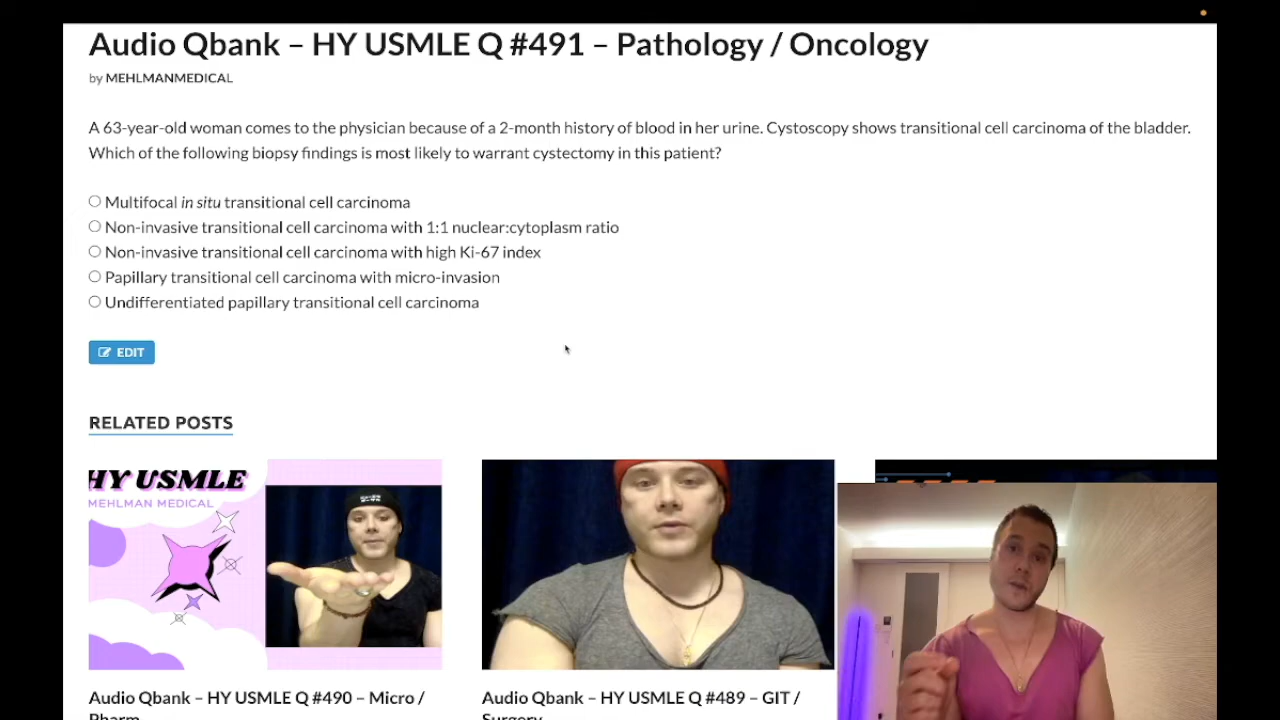 Audio Qbank – HY USMLE Q #491 – Pathology / Oncology
by MEHLMANMEDICAL
A 63-year-old woman comes to the physician because of a 2-month history of blood in her urine. Cystoscopy shows transitional cell carcinoma of the bladder.
Which of the following biopsy findings is most likely to warrant cystectomy in this patient?
Multifocal in situ transitional cell carcinoma
Non-invasive transitional cell carcinoma with 1:1 nuclear:cytoplasm ratio
Non-invasive transitional cell carcinoma with high Ki-67 index
Papillary transitional cell carcinoma with micro-invasion
Undifferentiated papillary transitional cell carcinoma
EDIT
RELATED POSTS
HY USMLE
MEHLMAN MEDICAL
Audio Qbank – HY USMLE Q #490 – Micro /
Pharm
Audio Qbank – HY USMLE Q #489 – GIT /
Surgery